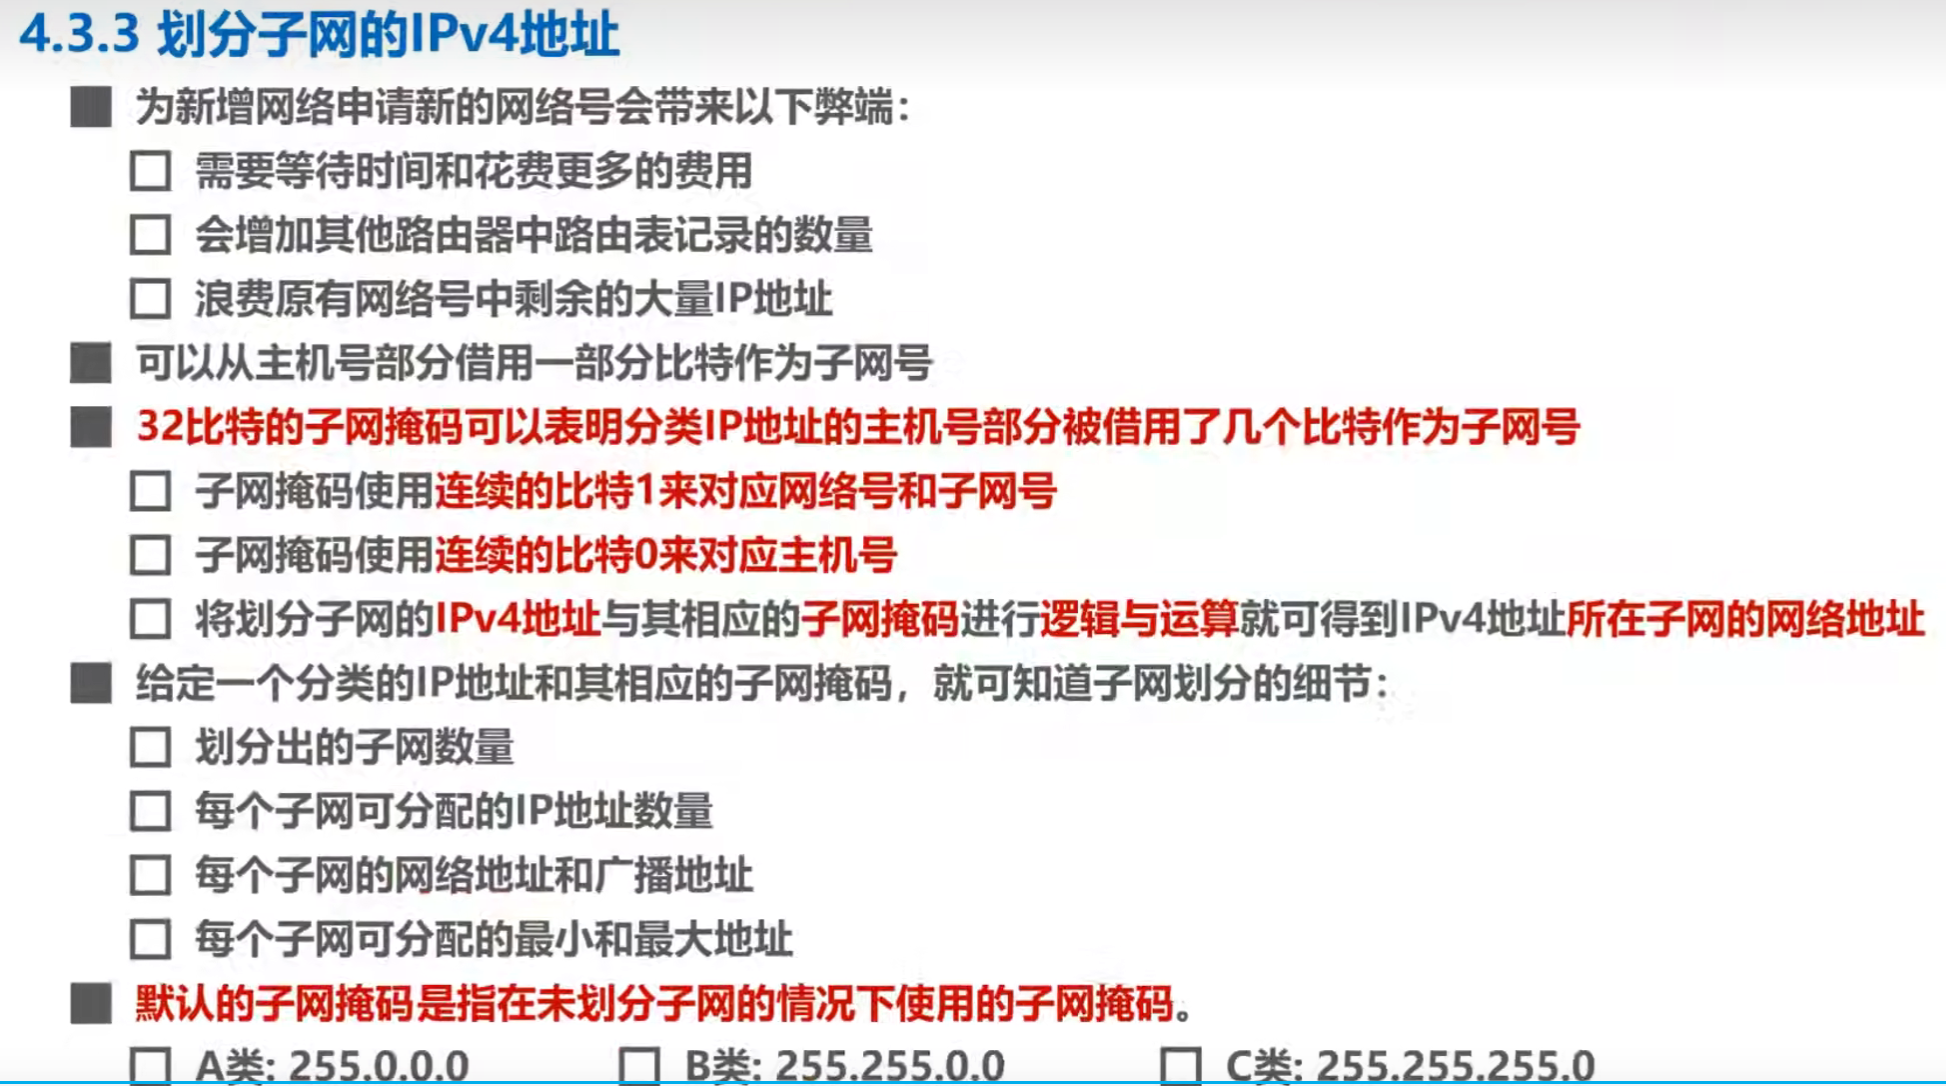 4.3.3 划分子网的IPv4地址
为新增网络申请新的网络号会带来以下弊端：
需要等待时间和花费更多的费用
会增加其他路由器中路由表记录的数量
浪费原有网络号中剩余的大量IP地址
可以从主机号部分借用一部分比特作为子网号
32比特的子网掩码可以表明分类IP地址的主机号部分被借用了几个比特作为子网号
子网掩码使用连续的比特1来对应网络号和子网号
子网掩码使用连续的比特0来对应主机号
将划分子网的IPv4地址与其相应的子网掩码进行逻辑与运算就可得到IPv4地址所在子网的网络地址
给定一个分类的IP地址和其相应的子网掩码，就可知道子网划分的细节：
划分出的子网数量
每个子网可分配的IP地址数量
每个子网的网络地址和广播地址
每个子网可分配的最小和最大地址
默认的子网掩码是指在未划分子网的情况下使用的子网掩码。
A类: 255.0.0.0 B类: 255.255.0.0 C类: 255.255.255.0